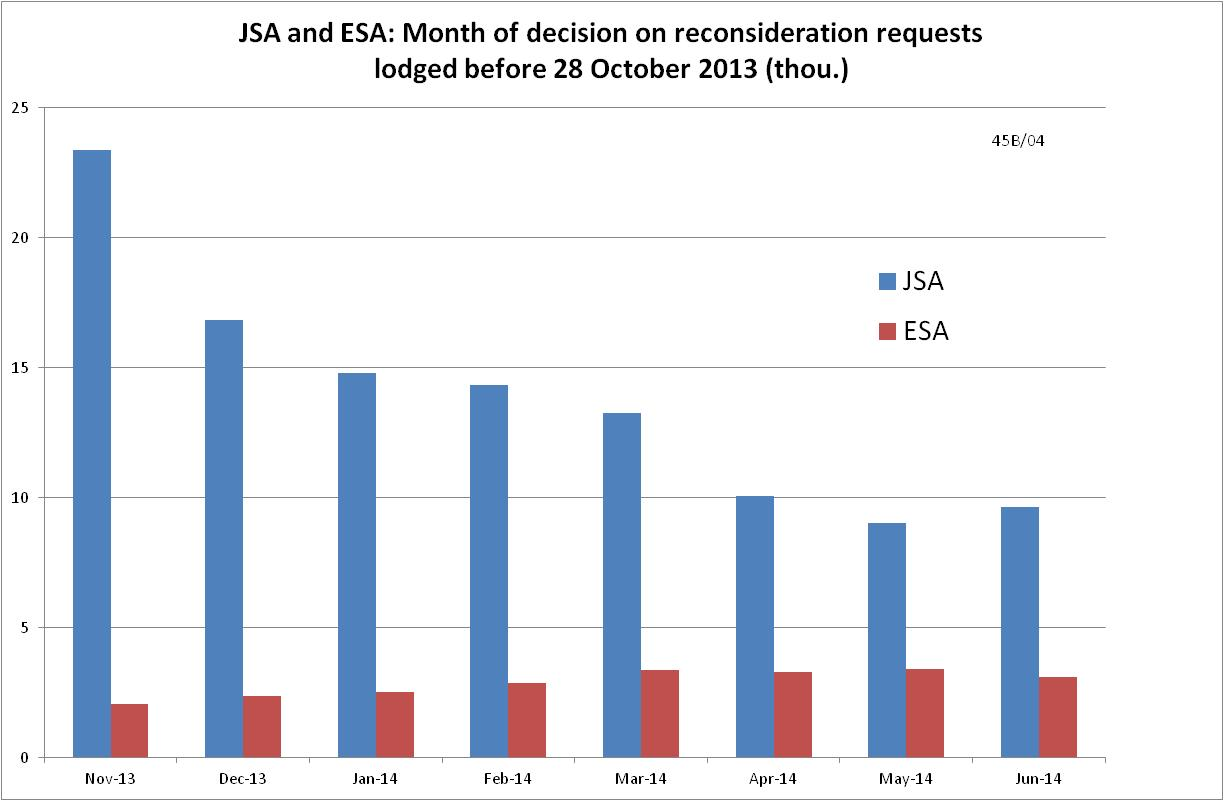 JSA and ESA: Month of decision on reconsideration requests
lodged before 28 October 2013 (thou.)
25
45B/04
20
JSA
ESA
15
10
5
0
Nov-13 Dec-13 Jan-14 Feb-14 Mar-14 Apr-14 May-14 Jun-14